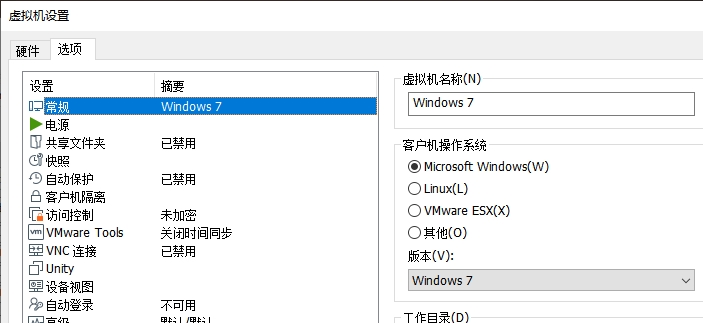 虚拟机设置
硬件 选项
设置 摘要
常规 Windows 7
电源
共享文件夹 已禁用
快照
自动保护 已禁用
客户机隔离
访问控制 未加密
VMware Tools 关闭时间同步
VNC 连接 已禁用
Unity
设备视图
自动登录 不可用
高级 默认/默认
虚拟机名称(N)
Windows 7
客户机操作系统
Microsoft Windows(W)
Linux(L)
VMware ESX(X)
其他(O)
版本(V):
Windows 7
工作目录(D)